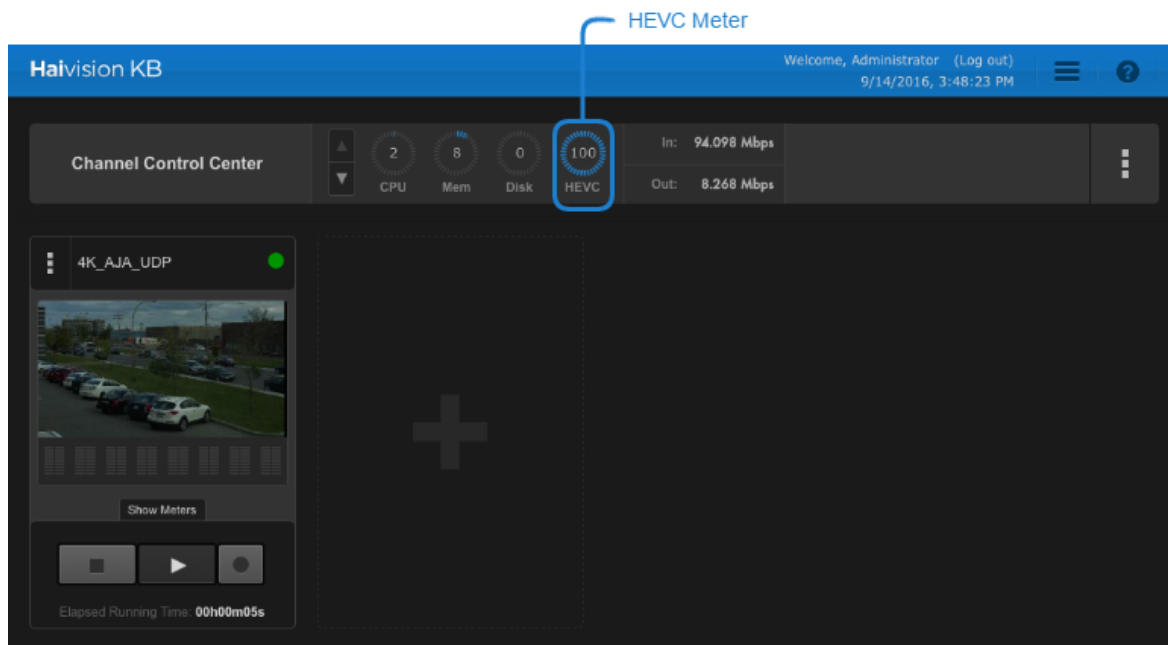 HEVC Meter
Haivision KB
Welcome, Administrator (Log out)
9/14/2016, 3:48:23 PM
?
Channel Control Center
2
CPU
8
Mem
0
Disk
100
HEVC
In: 94.098 Mbps
Out: 8.268 Mbps
4K_AJA_UDP
Show Meters
Elapsed Running Time: 00h00m05s